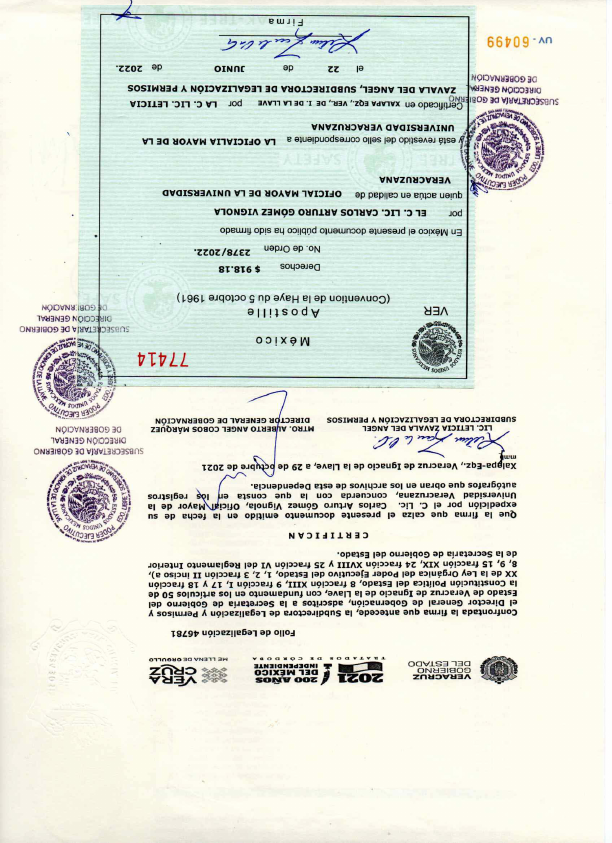 VERACRUZ
GOBIERNO
DEL ESTADO
2021
200 AÑOS
DEL MÉXICO
INDEPENDIENTE
TRATADOS DE CÓRDOBA
VERA
CRUZ
ME LLENA DE ORGULLO
Folio de Legalización 46781
Confrontada la firma que antecede, la Subdirectora de Legalización y Permisos y
el Director General de Gobernación, adscritos a la Secretaría de Gobierno del
Estado de Veracruz de Ignacio de la Llave, con fundamento en los artículos 50 de
la Constitución Política del Estado, 8 fracción XIII, 9 fracción I, 17 y 18 fracción
XX de la Ley Orgánica del Poder Ejecutivo del Estado, 1, 2, 3 fracción II inciso a),
8, 9, 15 fracción XIX, 24 fracción XVIII y 25 fracción VI del Reglamento Interior
de la Secretaría de Gobierno del Estado.
C E R T I F I C A N
Que la firma que calza el presente documento emitido en la fecha de su
expedición por el C. Lic. Carlos Arturo Gómez Vignola, Oficial Mayor de la
Universidad Veracruzana, concuerda con la que consta en los registros
autógrafos que obran en los archivos de esta Dependencia.
Xalapa-Eqz., Veracruz de Ignacio de la Llave, a 29 de octubre de 2021
mmr
LIC. LETICIA ZAVALA DEL ANGEL
SUBDIRECTORA DE LEGALIZACIÓN Y PERMISOS
MTRO. ALBERTO ANGEL COBOS MÁRQUEZ
DIRECTOR GENERAL DE GOBERNACIÓN
SUBSECRETARÍA DE GOBIERNO
DIRECCIÓN GENERAL
DE GOBERNACIÓN
SUBSECRETARÍA DE GOBIERNO
DIRECCIÓN GENERAL
DE GOBIERNACIÓN
77414
México
Apostille
(Convention de la Haye du 5 octobre 1961)
VER
Derechos $ 918.18
No. de Orden 2378/2022.
En México el presente documento público ha sido firmado
por EL C. LIC. CARLOS ARTURO GÓMEZ VIGNOLA
quien actua en calidad de OFICIAL MAYOR DE LA UNIVERSIDAD
VERACRUZANA
y está revestido del sello correspondiente a LA OFICIALIA MAYOR DE LA
UNIVERSIDAD VERACRUZANA
Certificado en XALAPA EQZ, VER., DE I. DE LA LLAVE por LA C. LIC. LETICIA
ZAVALA DEL ANGEL, SUBDIRECTORA DE LEGALIZACIÓN Y PERMISOS
el 22 de JUNIO de 2022.
Firma
SUBSECRETARÍA DE GOBIERNO
DIRECCIÓN GENERAL
DE GOBERNACIÓN
UV - 60499